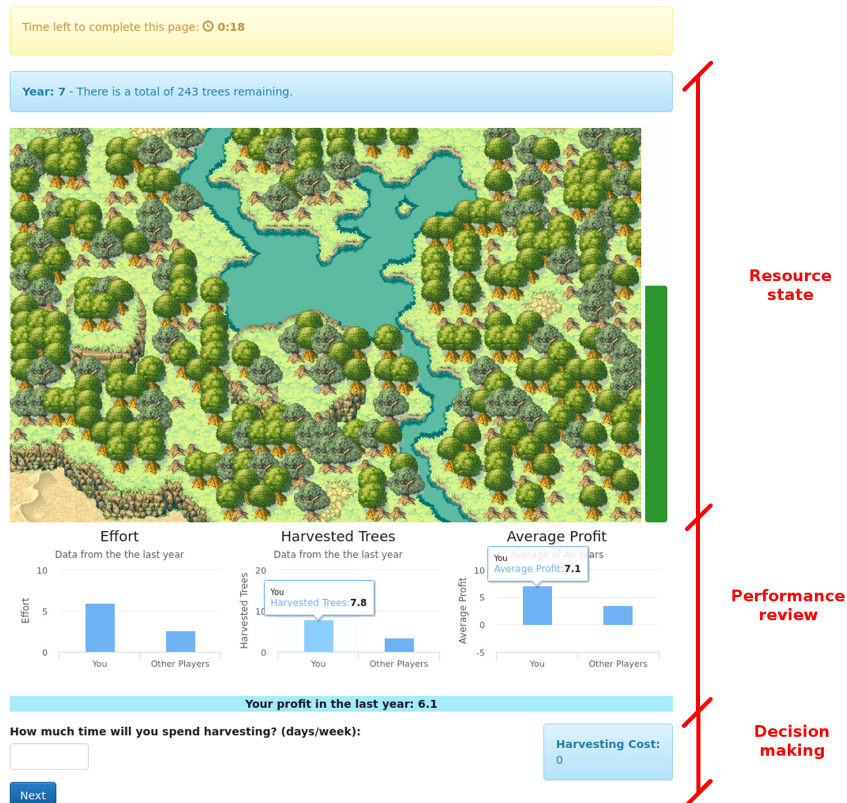 Time left to complete this page: 0:18
Year: 7 - There is a total of 243 trees remaining.
Resource
state
Effort
Data from the the last year
10
5
0
Effort
You
Other Players
Harvested Trees
Data from the the last year
20
10
0
Harvested Trees
You
Harvested Trees:7.8
You
Other Players
Average Profit
Average of All Years
You
Average Profit:7.1
10
5
0
-5
Average Profit
You
Other Players
Performance
review
Your profit in the last year: 6.1
How much time will you spend harvesting? (days/week):
Harvesting Cost:
0
Next
Decision
making